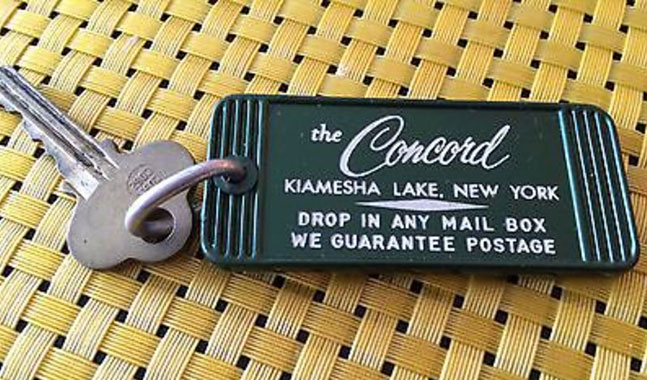 the Concord
KIAMESHA LAKE, NEW YORK
DROP IN ANY MAIL BOX
WE GUARANTEE POSTAGE